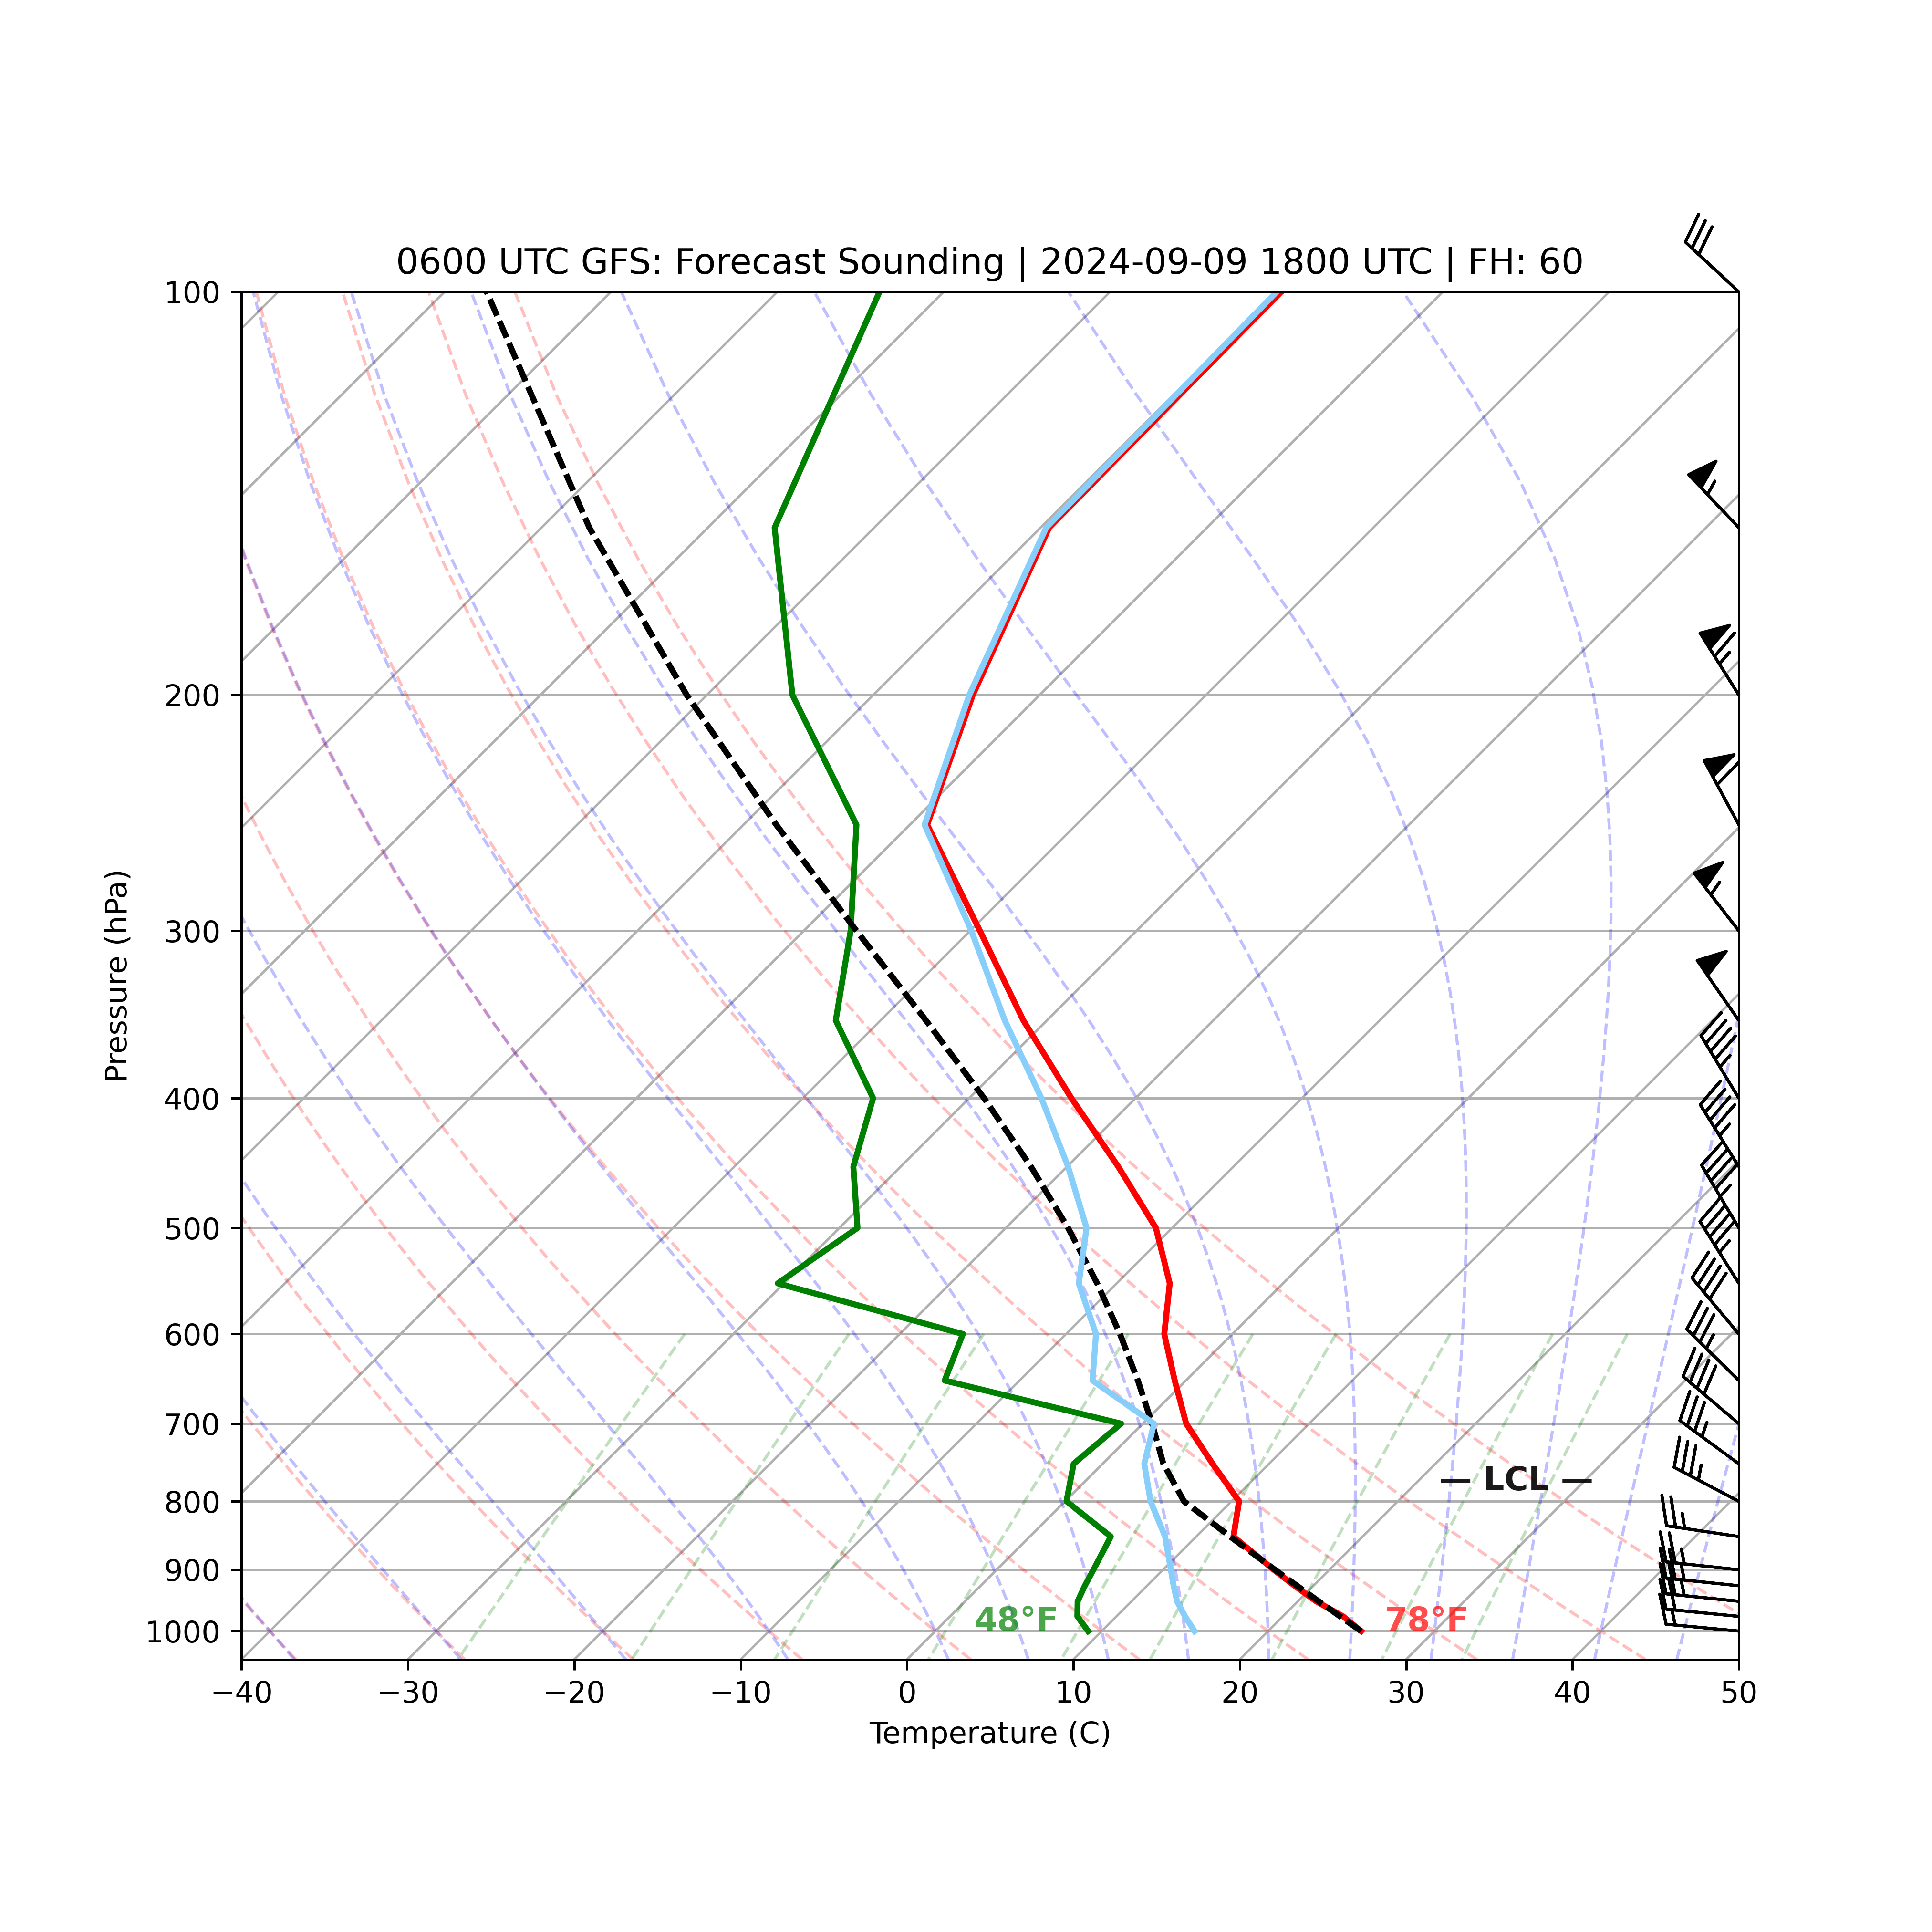 0600 UTC GFS: Forecast Sounding | 2024-09-09 1800 UTC | FH: 60
100
200
300
400
500
600
700
800
900
1000
Pressure (hPa)
— LCL —
48°F
78°F
−40 −30 −20 −10 0 10 20 30 40 50
Temperature (C)